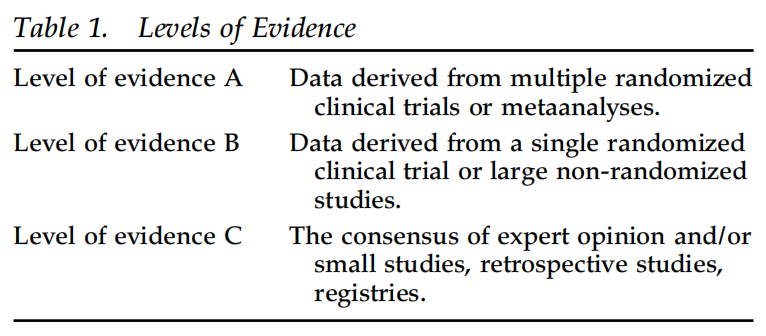 Table 1. Levels of Evidence
Level of evidence A Data derived from multiple randomized
clinical trials or metaanalyses.
Level of evidence B Data derived from a single randomized
clinical trial or large non-randomized
studies.
Level of evidence C The consensus of expert opinion and/or
small studies, retrospective studies,
registries.